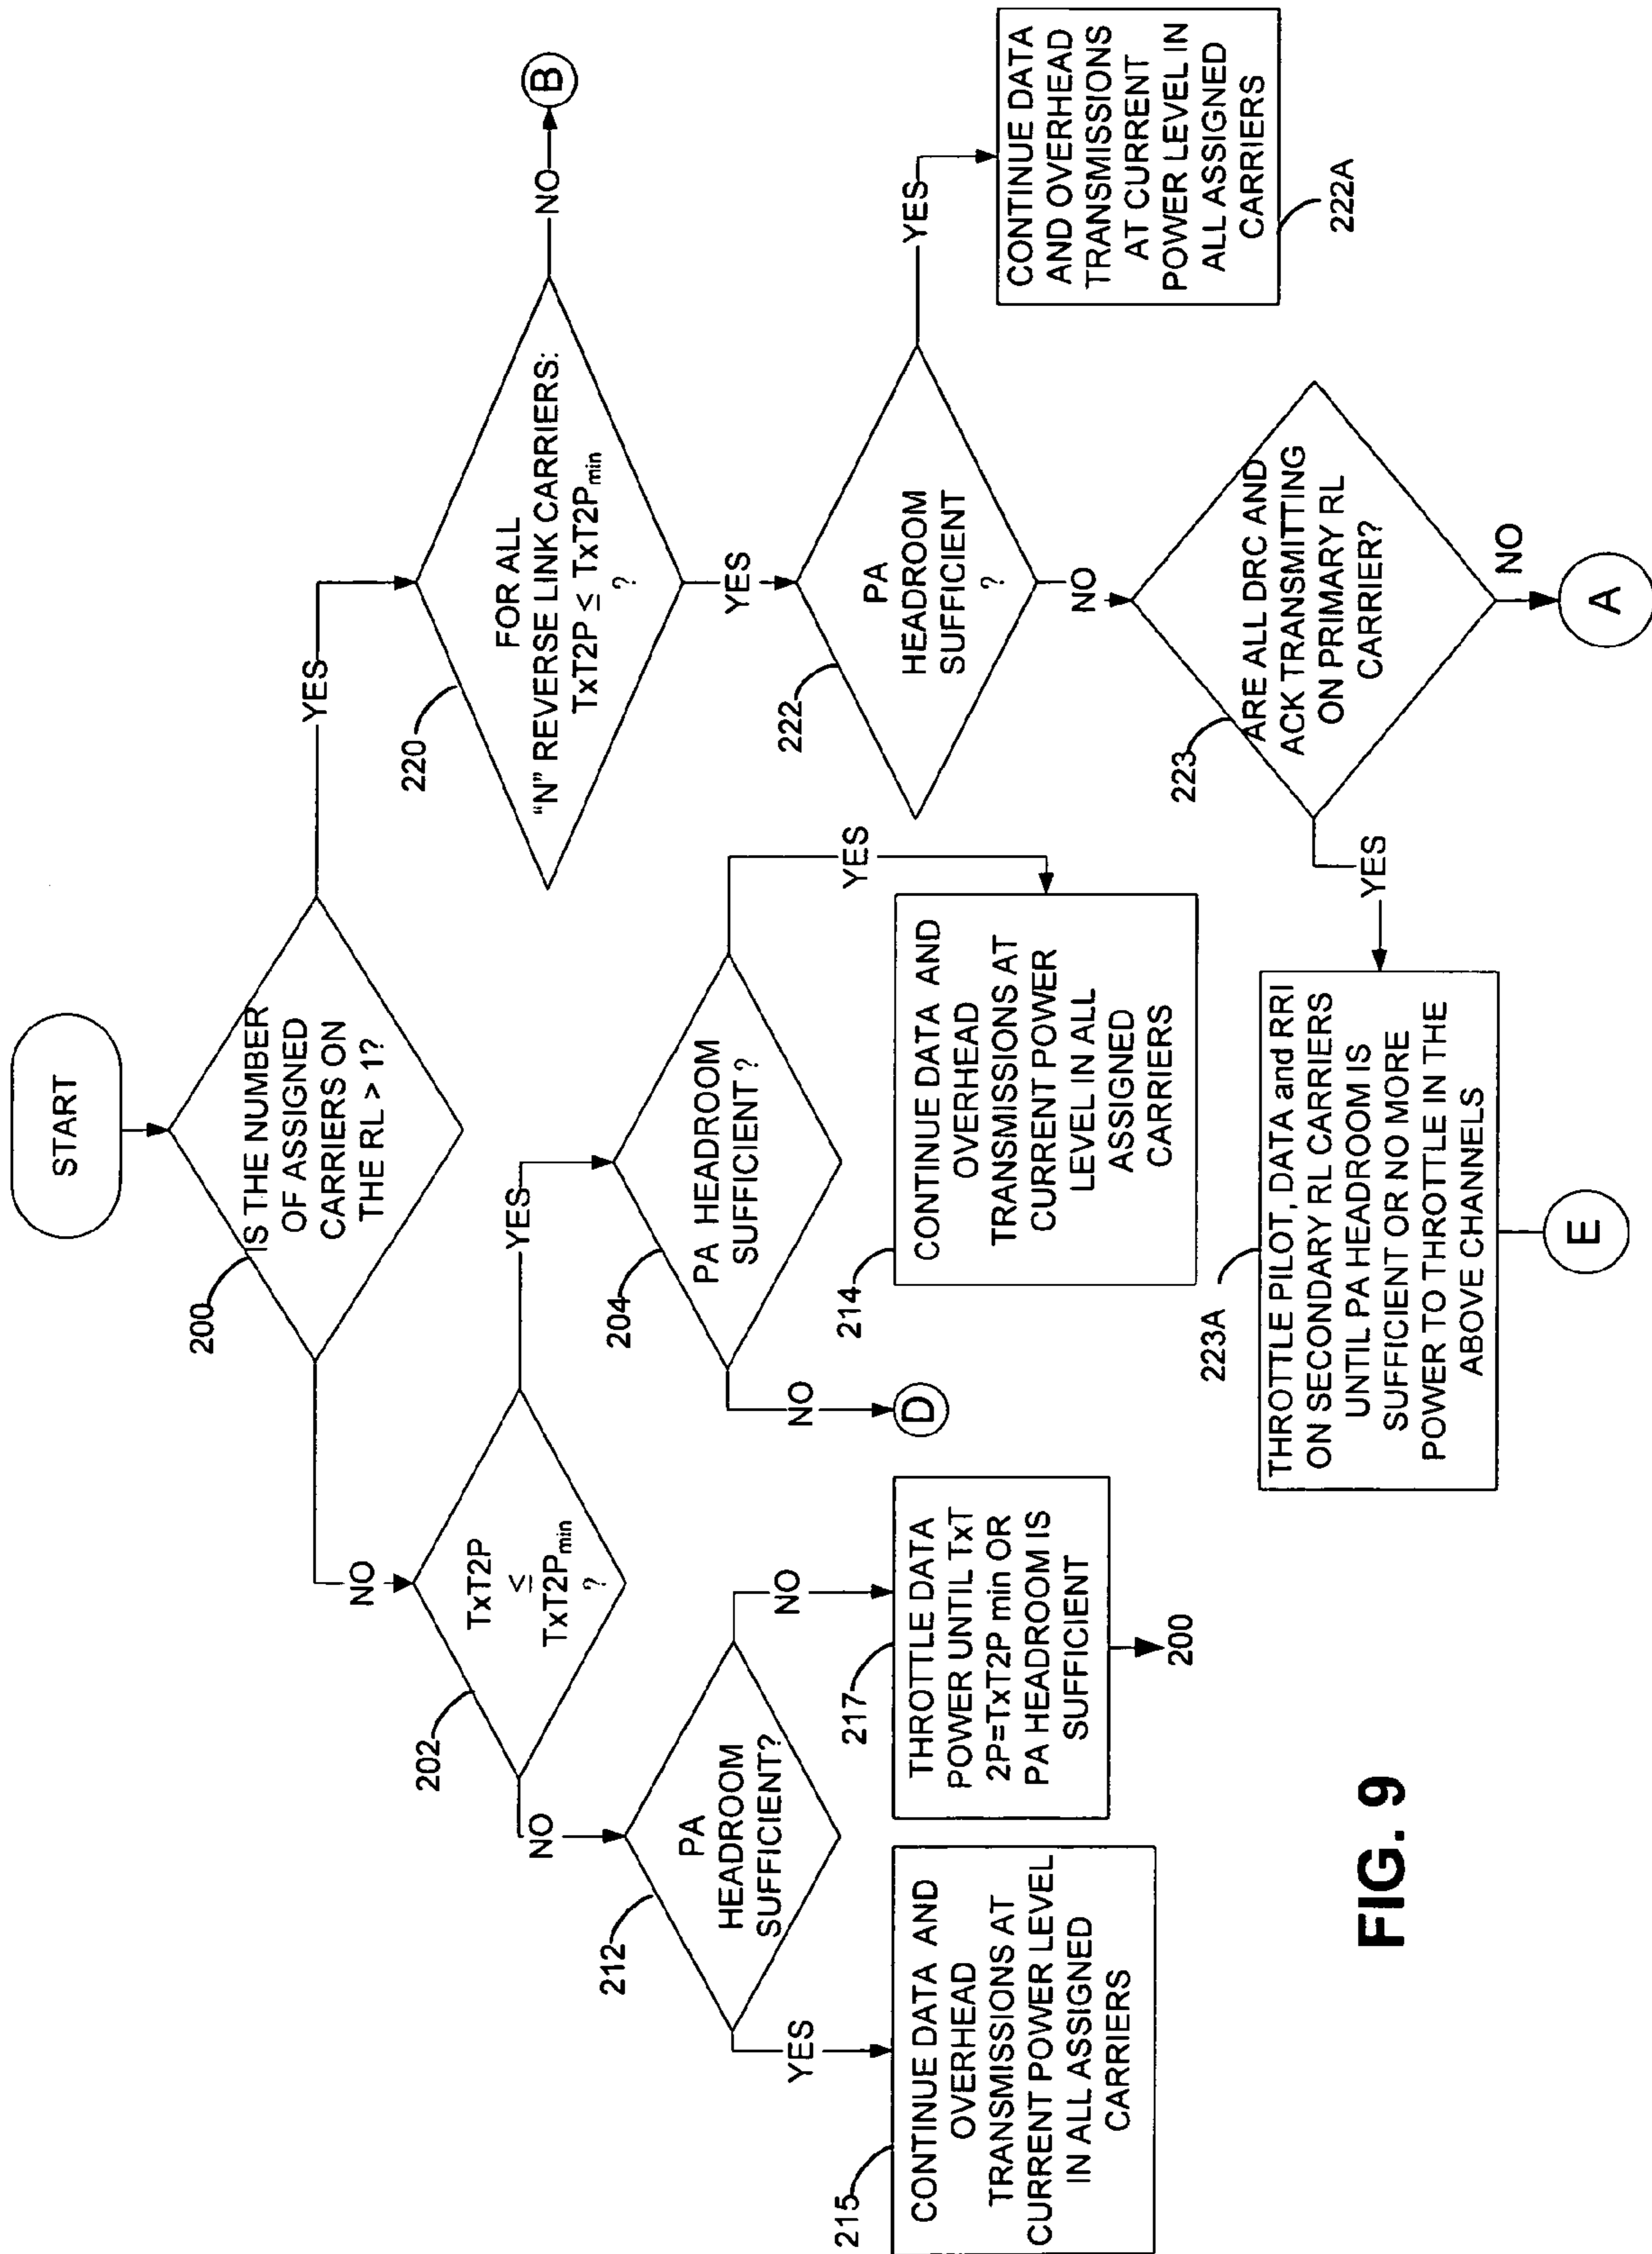 START
IS THE NUMBER
OF ASSIGNED
CARRIERS ON
THE RL > 1?
200
NO
YES
TxT2P
≤
TxT2Pmin
?
202
NO
YES
FOR ALL
"N" REVERSE LINK CARRIERS:
TxT2P ≤ TxT2Pmin
?
220
NO
B
YES
PA
HEADROOM
SUFFICIENT?
212
YES
NO
PA HEADROOM
SUFFICIENT ?
204
NO
D
YES
PA
HEADROOM
SUFFICIENT
?
222
YES
NO
CONTINUE DATA AND
OVERHEAD
TRANSMISSIONS AT
CURRENT POWER LEVEL
IN ALL ASSIGNED
CARRIERS
215
THROTTLE DATA
POWER UNTIL TxT
2P=TxT2P min OR
PA HEADROOM IS
SUFFICIENT
217
200
CONTINUE DATA AND
OVERHEAD
TRANSMISSIONS AT
CURRENT POWER
LEVEL IN ALL
ASSIGNED
CARRIERS
214
CONTINUE DATA
AND OVERHEAD
TRANSMISSIONS
AT CURRENT
POWER LEVEL IN
ALL ASSIGNED
CARRIERS
222A
ARE ALL DRC AND
ACK TRANSMITTING
ON PRIMARY RL
CARRIER?
223
YES
NO
A
THROTTLE PILOT, DATA and RRI
ON SECONDARY RL CARRIERS
UNTIL PA HEADROOM IS
SUFFICIENT OR NO MORE
POWER TO THROTTLE IN THE
ABOVE CHANNELS
223A
E
FIG. 9